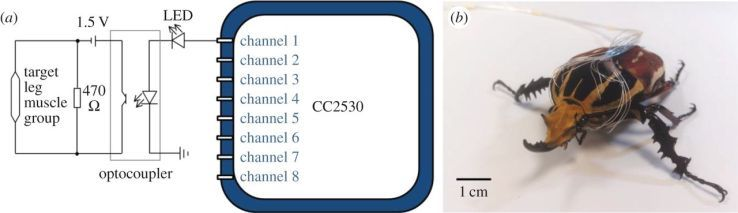 (a)
1.5 V
LED
target
leg
muscle
group
470
Ω
optocoupler
channel 1
channel 2
channel 3
channel 4
channel 5
channel 6
channel 7
channel 8
CC2530
(b)
1 cm